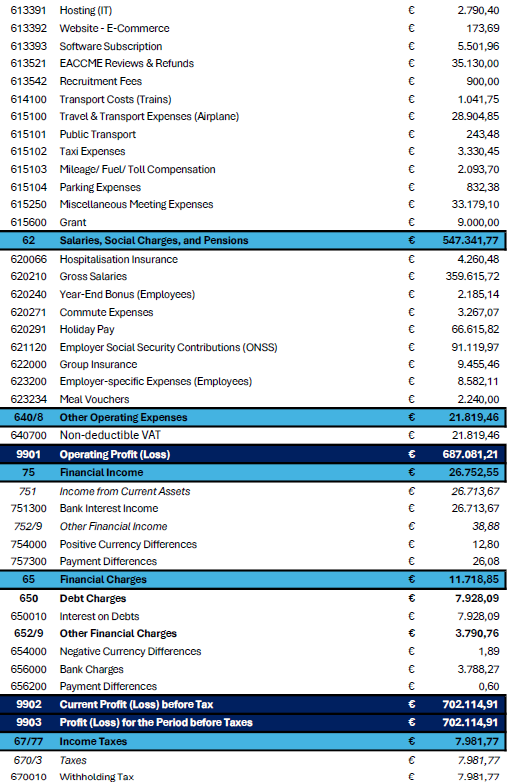 613391 Hosting (IT) € 2.790,40
613392 Website - E-Commerce € 173,69
613393 Software Subscription € 5.501,96
613521 EACCME Reviews & Refunds € 35.130,00
613542 Recruitment Fees € 900,00
614100 Transport Costs (Trains) € 1.041,75
615100 Travel & Transport Expenses (Airplane) € 28.904,85
615101 Public Transport € 243,48
615102 Taxi Expenses € 3.330,45
615103 Mileage/ Fuel/ Toll Compensation € 2.093,70
615104 Parking Expenses € 832,38
615250 Miscellaneous Meeting Expenses € 33.179,10
615600 Grant € 9.000,00
62 Salaries, Social Charges, and Pensions € 547.341,77
620066 Hospitalisation Insurance € 4.260,48
620210 Gross Salaries € 359.615,72
620240 Year-End Bonus (Employees) € 2.185,14
620271 Commute Expenses € 3.267,07
620291 Holiday Pay € 66.615,82
621120 Employer Social Security Contributions (ONSS) € 91.119,97
622000 Group Insurance € 9.455,46
623200 Employer-specific Expenses (Employees) € 8.582,11
623234 Meal Vouchers € 2.240,00
640/8 Other Operating Expenses € 21.819,46
640700 Non-deductible VAT € 21.819,46
9901 Operating Profit (Loss) € 687.081,21
75 Financial Income € 26.752,55
751 Income from Current Assets € 26.713,67
751300 Bank Interest Income € 26.713,67
752/9 Other Financial Income € 38,88
754000 Positive Currency Differences € 12,80
757300 Payment Differences € 26,08
65 Financial Charges € 11.718,85
650 Debt Charges € 7.928,09
650010 Interest on Debts € 7.928,09
652/9 Other Financial Charges € 3.790,76
654000 Negative Currency Differences € 1,89
656000 Bank Charges € 3.788,27
656200 Payment Differences € 0,60
9902 Current Profit (Loss) before Tax € 702.114,91
9903 Profit (Loss) for the Period before Taxes € 702.114,91
67/77 Income Taxes € 7.981,77
670/3 Taxes € 7.981,77
670010 Withholding Tax € 7.981,77